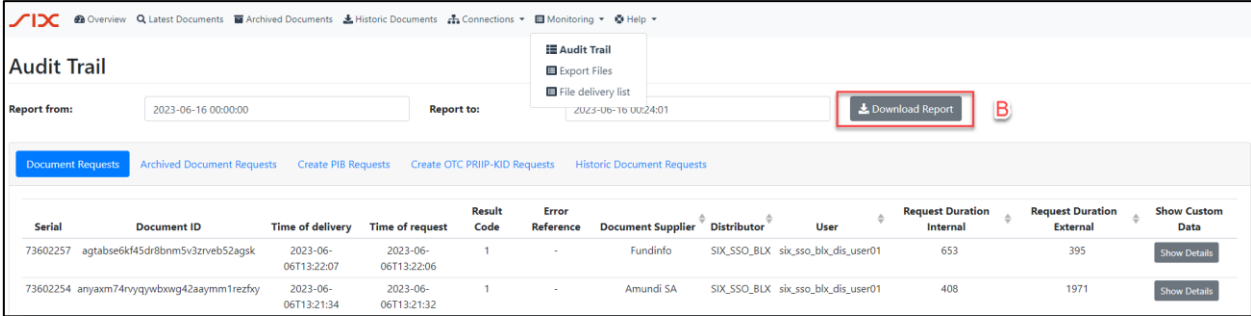 SIX Overview Latest Documents Archived Documents Historic Documents Connections Monitoring Help
Audit Trail
Export Files
File delivery list
Audit Trail
Report from: 2023-06-16 00:00:00 Report to: 2023-06-16 00:24:01 Download Report B
Document Requests Archived Document Requests Create PIB Requests Create OTC PRIIP-KID Requests Historic Document Requests
Serial Document ID Time of delivery Time of request Result Code Error Reference Document Supplier Distributor User Request Duration Internal Request Duration External Show Custom Data
73602257 agtabse6kf45dr8bnm5v3zrveb52agsk 2023-06-06T13:22:07 2023-06-06T13:22:06 1 - Fundinfo SIX_SSO_BLX six_sso_blx_dis_user01 653 395 Show Details
73602254 anyaxm74rvyqywbxwg42aaymm1rezfxy 2023-06-06T13:21:34 2023-06-06T13:21:32 1 - Amundi SA SIX_SSO_BLX six_sso_blx_dis_user01 408 1971 Show Details